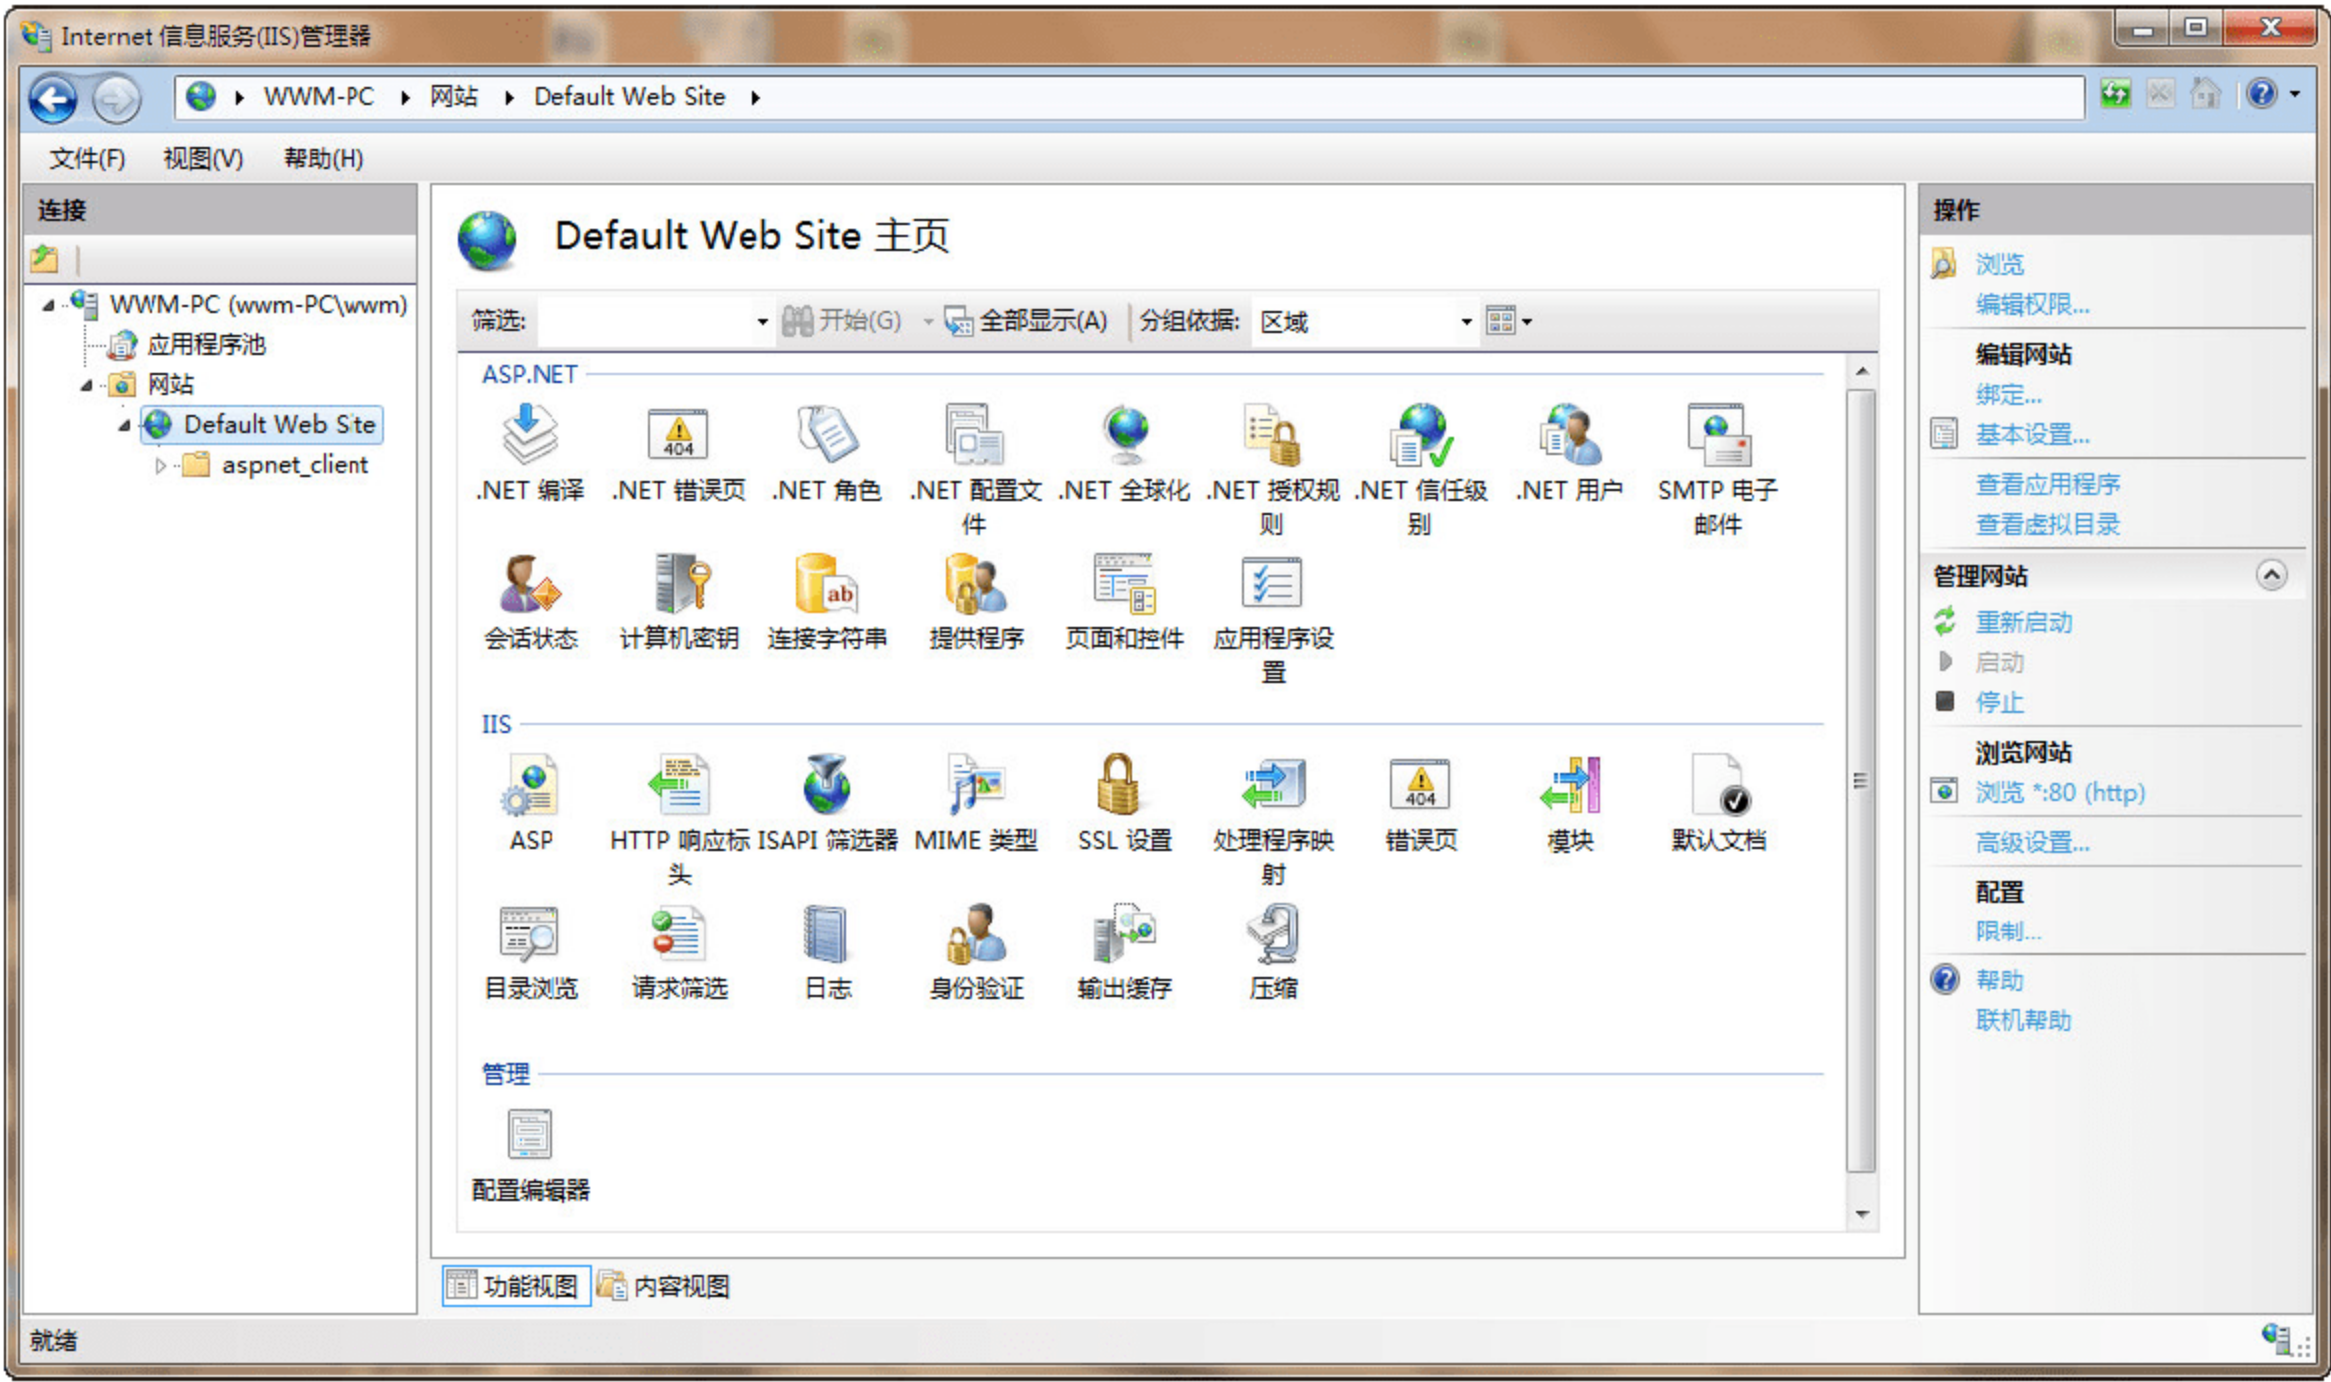 Internet 信息服务(IIS)管理器
WWM-PC 网站 Default Web Site
文件(F) 视图(V) 帮助(H)
连接
WWM-PC (wwm-PC\wwm)
应用程序池
网站
Default Web Site
aspnet_client
Default Web Site 主页
筛选: 开始(G) 全部显示(A) 分组依据: 区域
ASP.NET
.NET 编译
.NET 错误页
.NET 角色
.NET 配置文
件
.NET 全球化
.NET 授权规
则
.NET 信任级
别
.NET 用户
SMTP 电子
邮件
会话状态
计算机密钥
连接字符串
提供程序
页面和控件
应用程序设
置
IIS
ASP
HTTP 响应标
头
ISAPI 筛选器
MIME 类型
SSL 设置
处理程序映
射
错误页
模块
默认文档
目录浏览
请求筛选
日志
身份验证
输出缓存
压缩
管理
配置编辑器
功能视图 内容视图
操作
浏览
编辑权限...
编辑网站
绑定...
基本设置...
查看应用程序
查看虚拟目录
管理网站
重新启动
启动
停止
浏览网站
浏览 *:80 (http)
高级设置...
配置
限制...
帮助
联机帮助
就绪